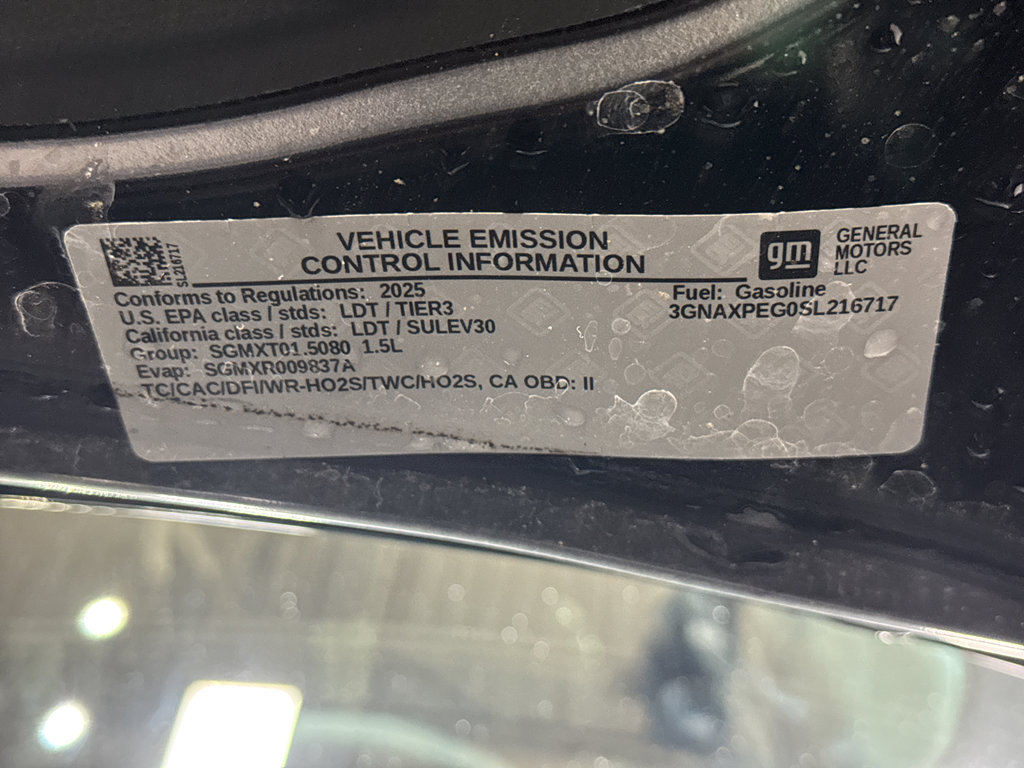 SL216717
VEHICLE EMISSION
CONTROL INFORMATION
gm
GENERAL
MOTORS
LLC
Conforms to Regulations: 2025
U.S. EPA class / stds: LDT / TIER3
California class / stds: LDT / SULEV30
Group: SGMXT01.5080 1.5L
Evap: SGMXR009837A
TC/CAC/DFI/WR-HO2S/TWC/HO2S, CA OBD: II
Fuel: Gasoline
3GNAXPEG0SL216717